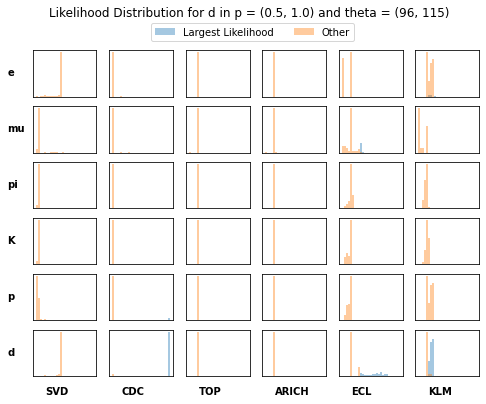 Likelihood Distribution for d in p = (0.5, 1.0) and theta = (96, 115)
Largest Likelihood Other
e
mu
pi
K
p
d
SVD CDC TOP ARICH ECL KLM